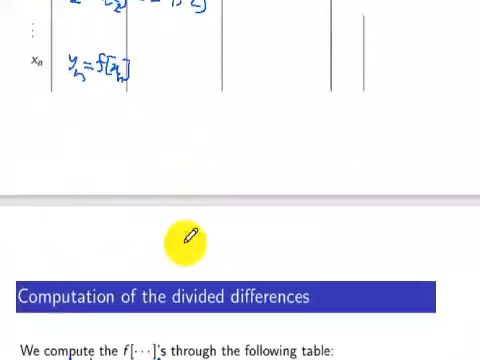 ⋮
xₙ
yₙ = f[xₙ]
Computation of the divided differences
We compute the f[⋯]'s through the following table: